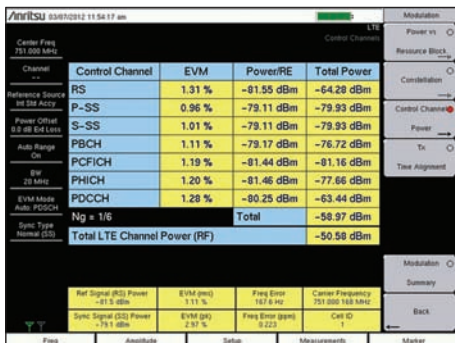 Anritsu 03/07/2012 11:54:17 am
LTE
Control Channels
Center Freq
751.000 MHz
Channel
--
Reference Source
Int Std Accy
Power Offset
0.0 dB Ext Loss
Auto Range
On
BW
20 MHz
EVM Mode
Auto: PDSCH
Sync Type
Normal (SS)
Control Channel EVM Power/RE Total Power
RS 1.31 % -81.55 dBm -64.28 dBm
P-SS 0.96 % -79.11 dBm -79.93 dBm
S-SS 1.01 % -79.11 dBm -79.93 dBm
PBCH 1.11 % -79.17 dBm -76.72 dBm
PCFICH 1.19 % -81.44 dBm -81.16 dBm
PHICH 1.20 % -81.46 dBm -77.66 dBm
PDCCH 1.28 % -80.25 dBm -63.44 dBm
Ng = 1/6 Total -58.97 dBm
Total LTE Channel Power (RF) -50.58 dBm
Ref Signal (RS) Power EVM (rms) Freq Error Carrier Frequency
-81.5 dBm 1.11 % 167.6 Hz 751.000 168 MHz
Sync Signal (SS) Power EVM (pk) Freq Error (ppm) Cell ID
-79.1 dBm 2.97 % 0.223 1
Modulation
Power vs
Resource Block
Constellation
Control Channel
Power
Tx
Time Alignment
Modulation
Summary
Back
Freq Amplitude Setup Measurements Marker